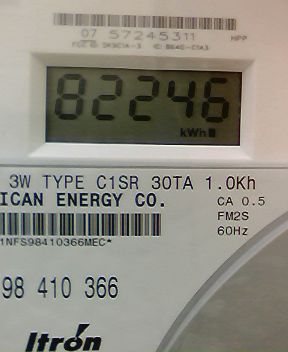 07 57245311 HPP
82246
kWh
3W TYPE C1SR 30TA 1.0Kh
ICAN ENERGY CO. CA 0.5
FM2S
1NFS98410366MEC* 60Hz
98 410 366
Itron